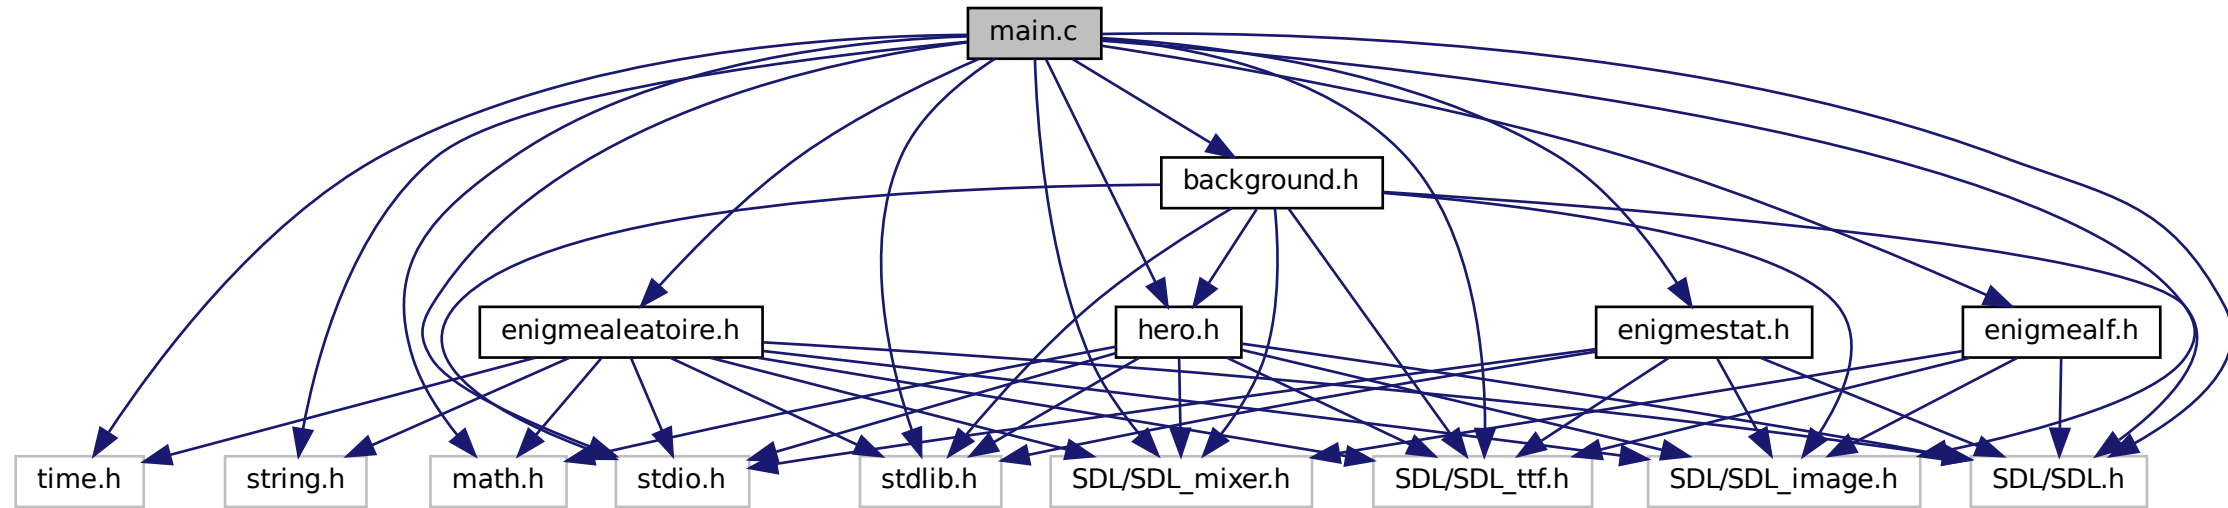 main.c
background.h
enigmealeatoire.h
hero.h
enigmestat.h
enigmealf.h
time.h
string.h
math.h
stdio.h
stdlib.h
SDL/SDL_mixer.h
SDL/SDL_ttf.h
SDL/SDL_image.h
SDL/SDL.h